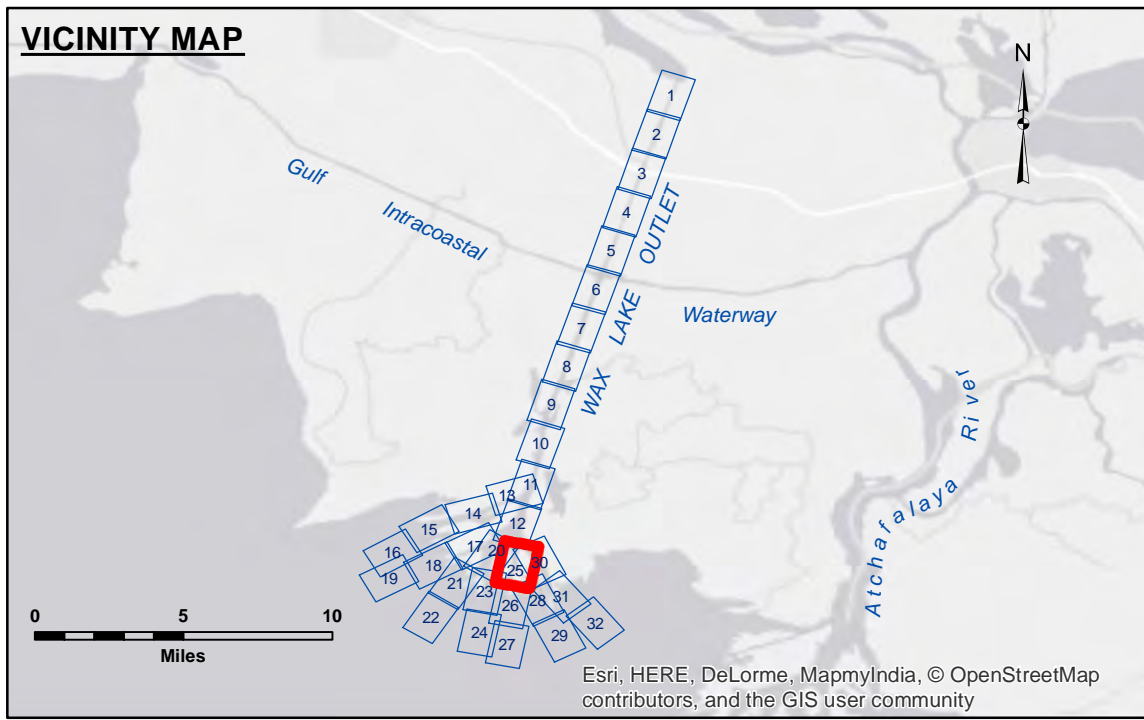 VICINITY MAP
N
1
2
3
4
5
6
7
8
9
10
11
12
13
14
15
16
17
18
19
20
21
22
23
24
25
26
27
28
29
30
31
32
Gulf
Intracoastal
Waterway
WAX LAKE OUTLET
Atchafalaya River
0 5 10
Miles
Esri, HERE, DeLorme, MapmyIndia, © OpenStreetMap
contributors, and the GIS user community